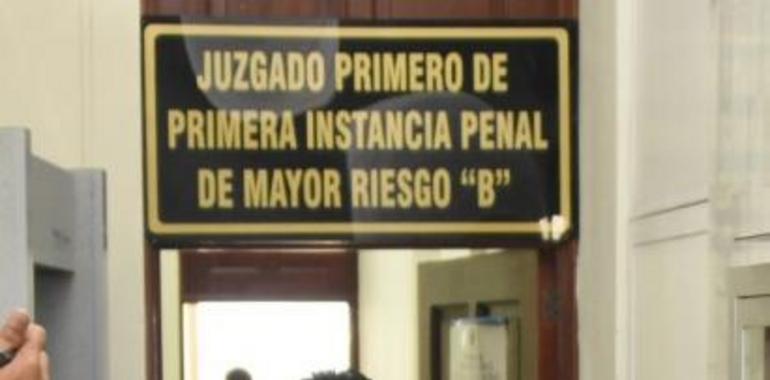 JUZGADO PRIMERO DE
PRIMERA INSTANCIA PENAL
DE MAYOR RIESGO “B”